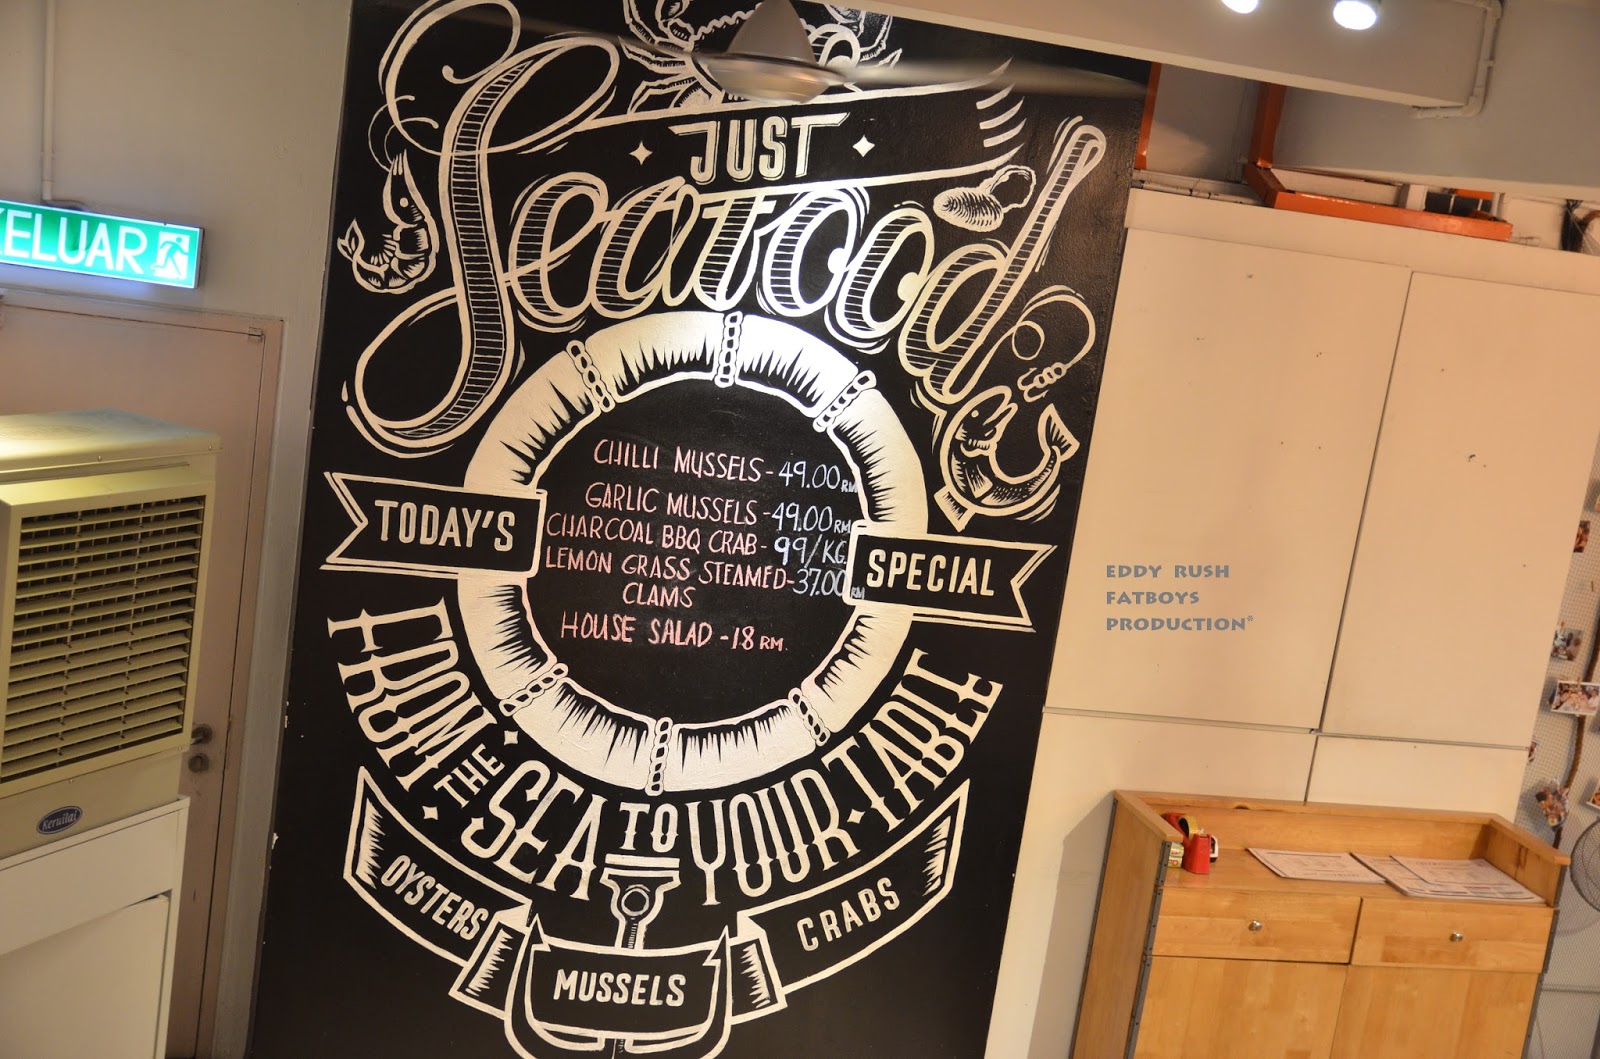 JUST
Seafood
KELUAR
CHILLI MUSSELS - 49.00 RM
GARLIC MUSSELS - 49.00 RM
CHARCOAL BBQ CRAB - 99/KG.
LEMON GRASS STEAMED - 37.00 RM
CLAMS
HOUSE SALAD - 18 RM.
TODAY'S
SPECIAL
FROM THE SEA TO YOUR TABLE
OYSTERS
MUSSELS
CRABS
EDDY RUSH
FATBOYS
PRODUCTION*
Keruilai